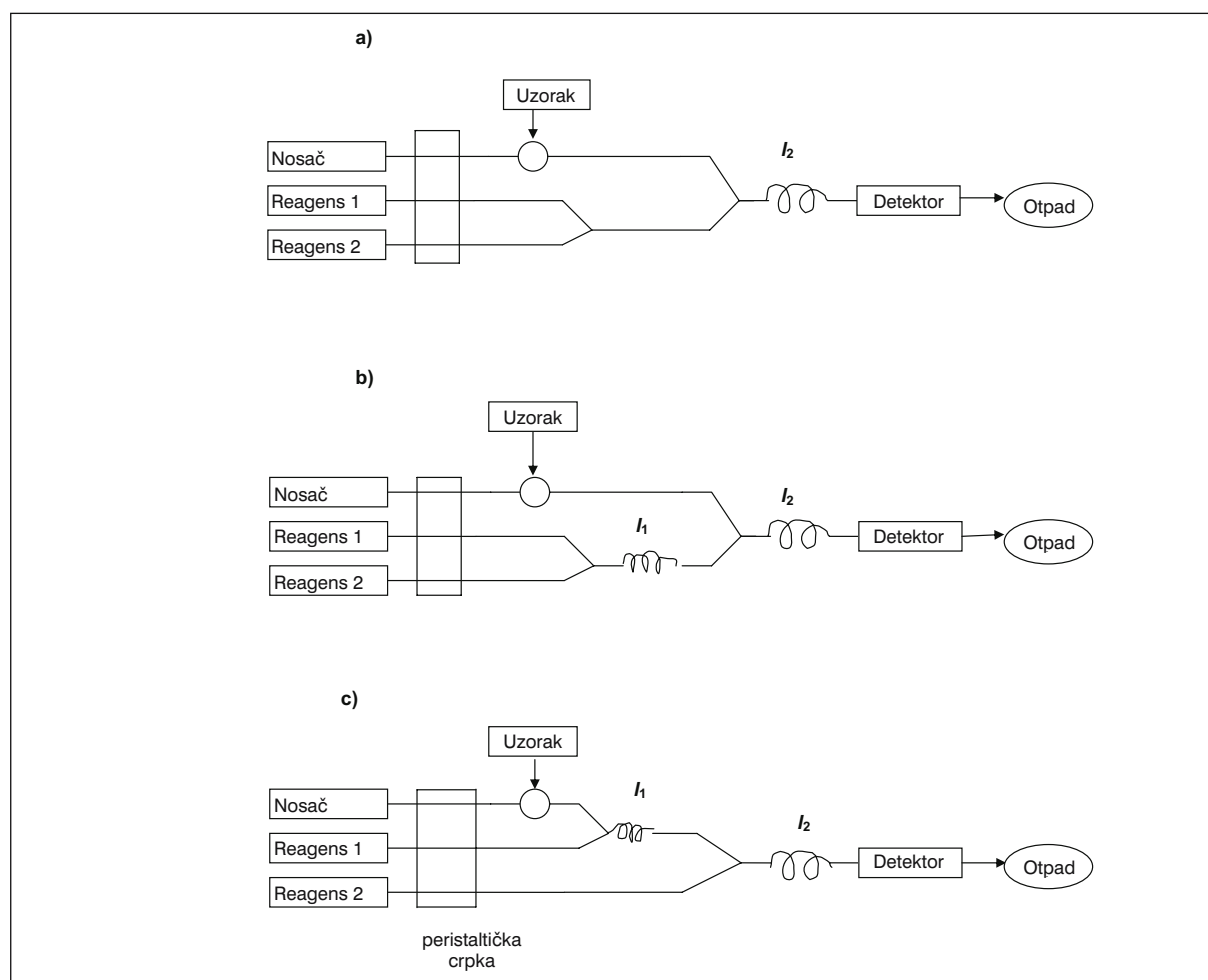 a)
Uzorak
Nosač
l2
Reagens 1
Detektor
Otpad
Reagens 2
b)
Uzorak
Nosač
l2
Reagens 1
l1
Detektor
Otpad
Reagens 2
c)
Uzorak
l1
Nosač
l2
Reagens 1
Detektor
Otpad
Reagens 2
peristaltička
crpka